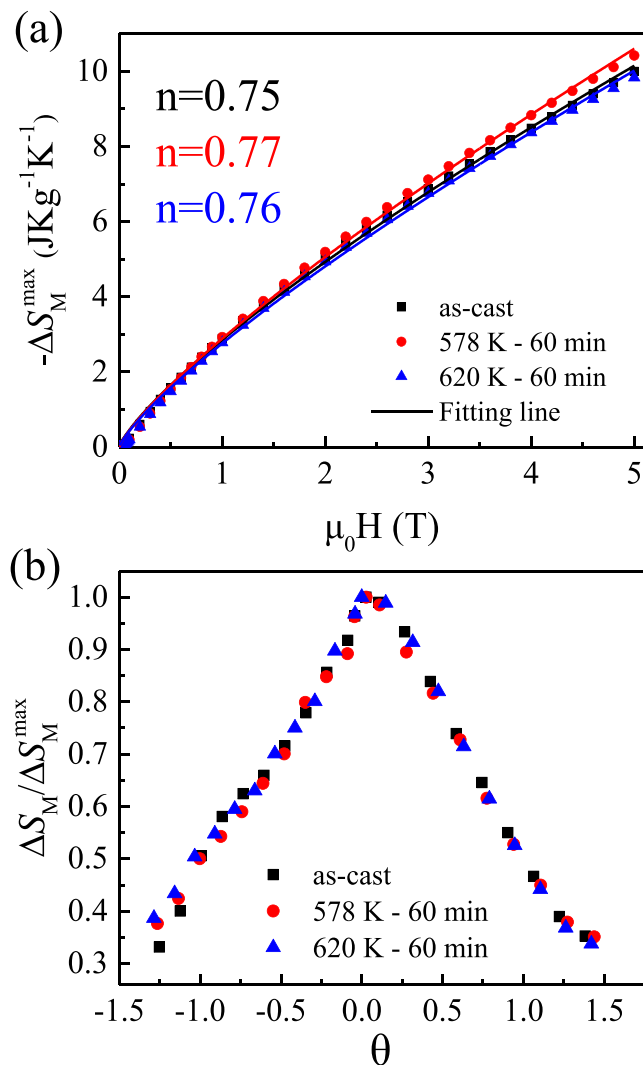 (a)
n=0.75
n=0.77
n=0.76
10
8
6
4
2
0
-ΔS_M^max (JKg⁻¹K⁻¹)
as-cast
578 K - 60 min
620 K - 60 min
Fitting line
0 1 2 3 4 5
μ₀H (T)
(b)
1.0
0.9
0.8
0.7
0.6
0.5
0.4
0.3
ΔS_M/ΔS_M^max
as-cast
578 K - 60 min
620 K - 60 min
-1.5 -1.0 -0.5 0.0 0.5 1.0 1.5
θ